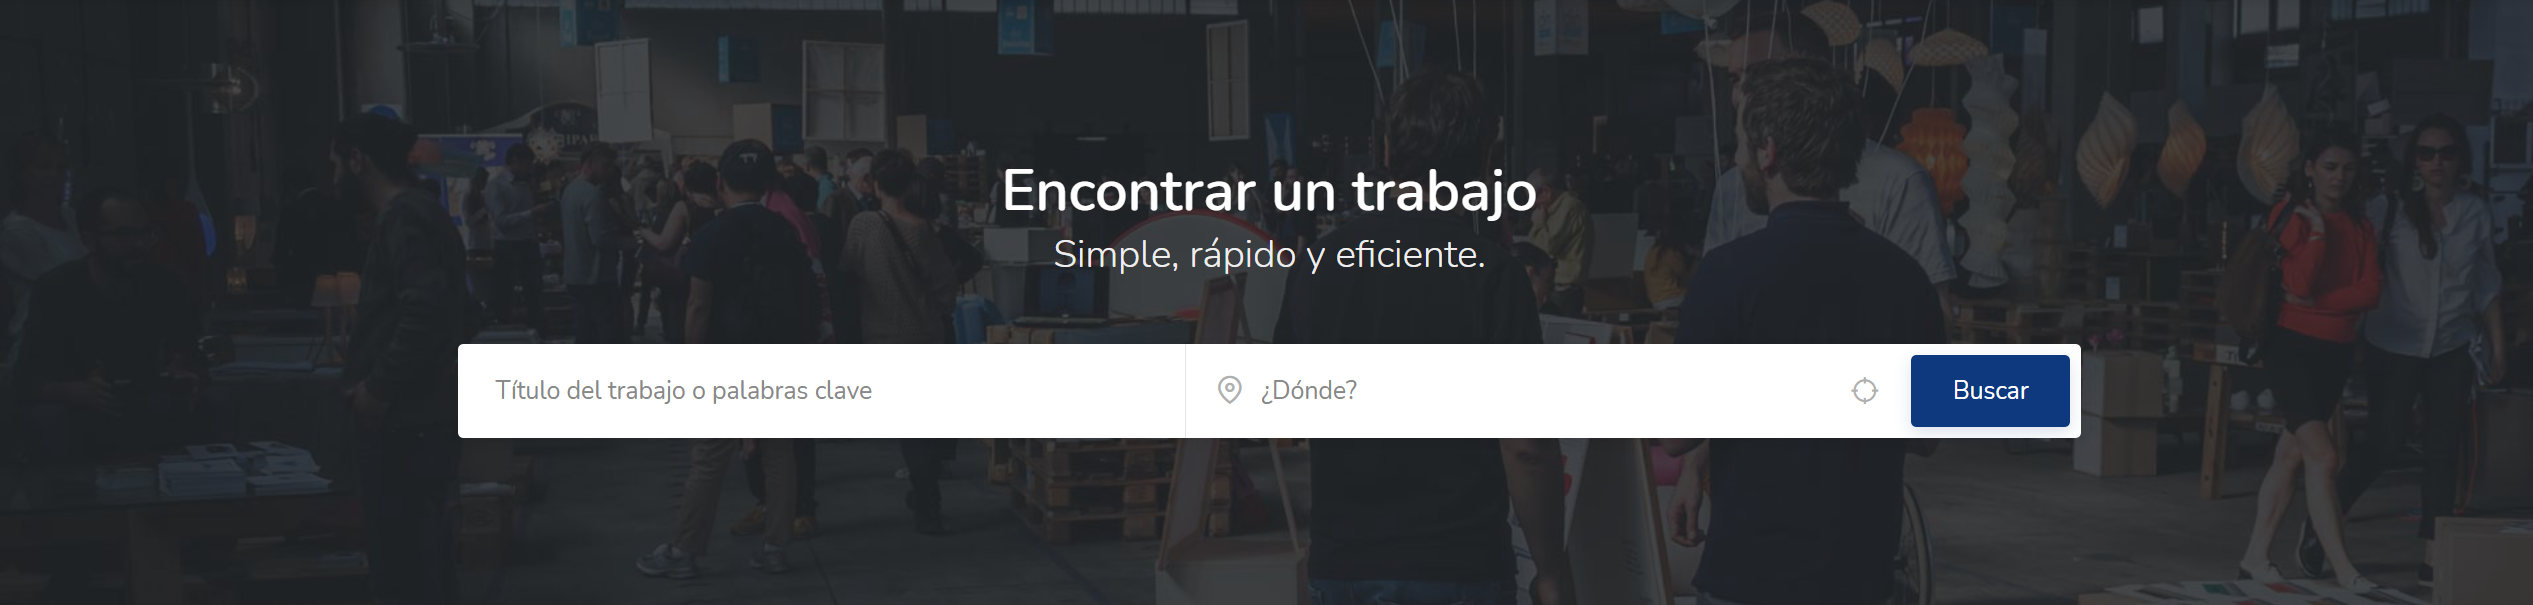 Encontrar un trabajo
Simple, rápido y eficiente.
Título del trabajo o palabras clave
¿Dónde?
Buscar